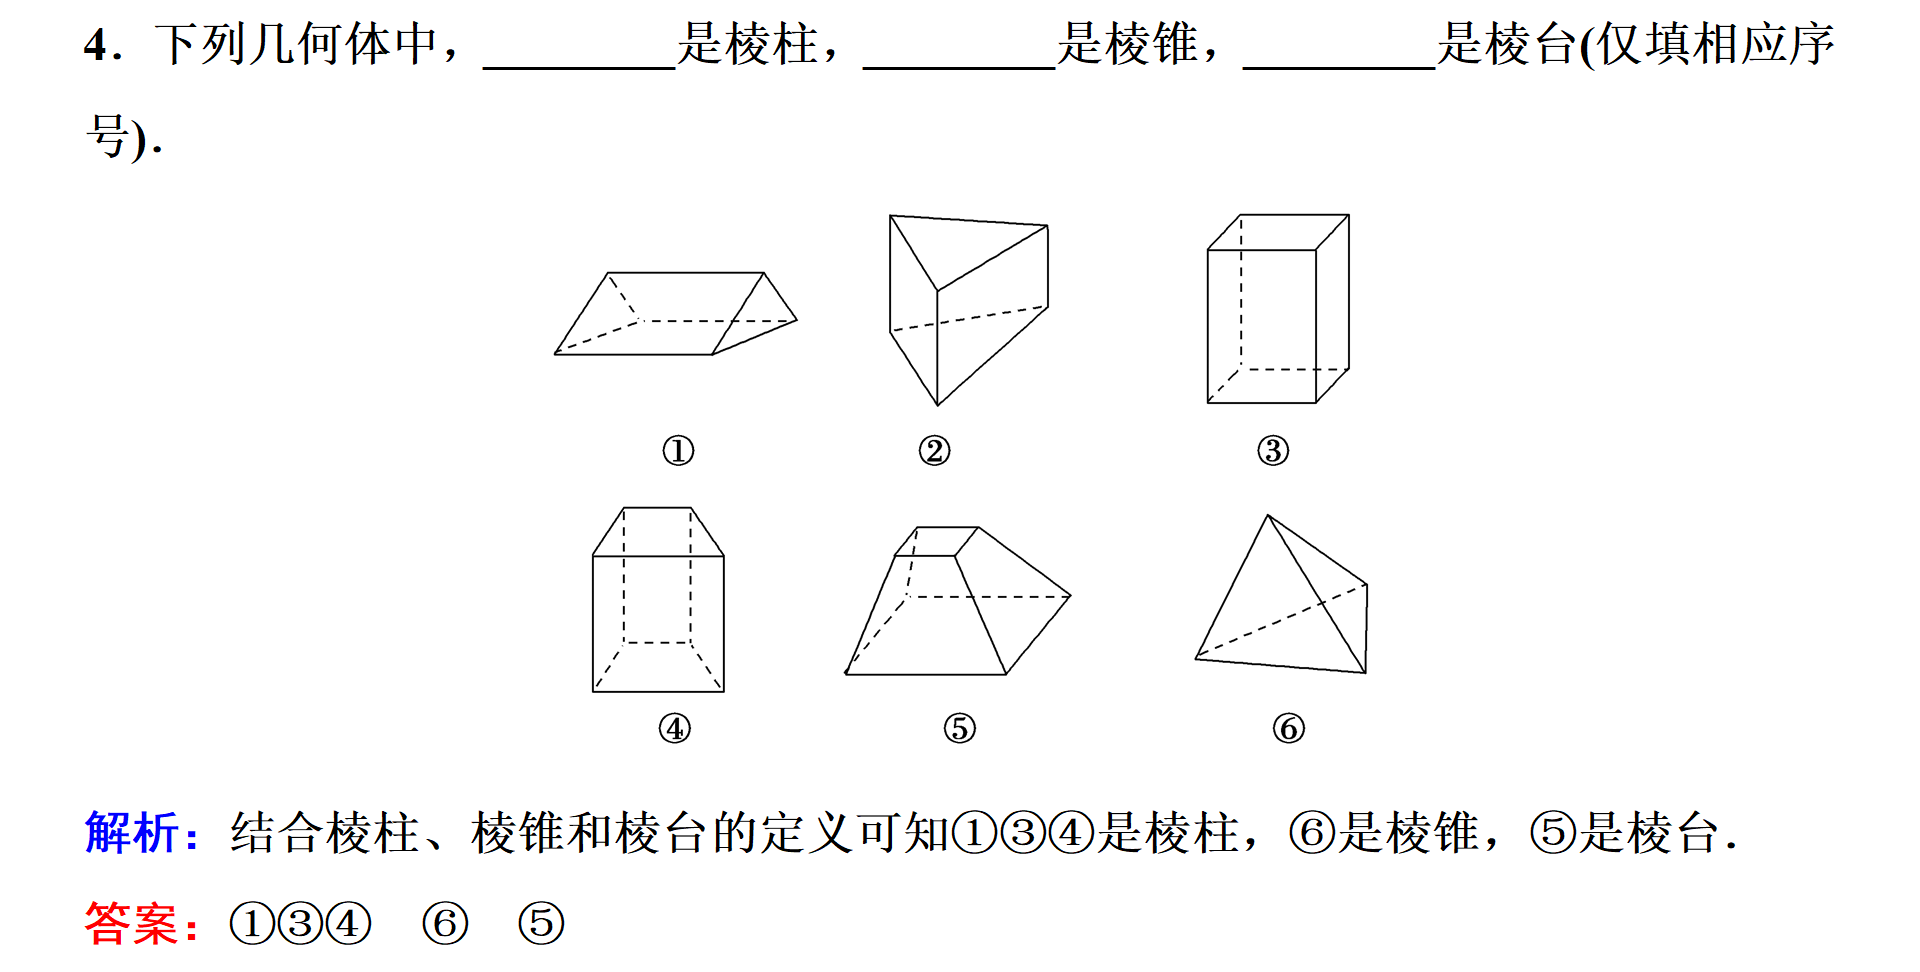 4．下列几何体中，________是棱柱，________是棱锥，________是棱台(仅填相应序
号)．
① ② ③
④ ⑤ ⑥
解析：结合棱柱、棱锥和棱台的定义可知①③④是棱柱，⑥是棱锥，⑤是棱台．
答案：①③④ ⑥ ⑤